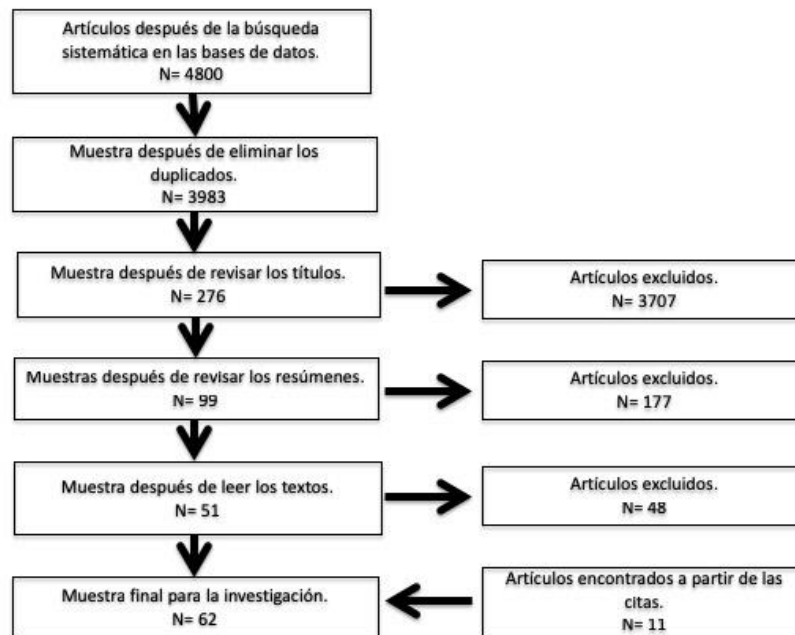 Artículos después de la búsqueda
sistemática en las bases de datos.
N= 4800
Muestra después de eliminar los
duplicados.
N= 3983
Muestra después de revisar los títulos.
N= 276
Artículos excluidos.
N= 3707
Muestras después de revisar los resúmenes.
N= 99
Artículos excluidos.
N= 177
Muestra después de leer los textos.
N= 51
Artículos excluidos.
N= 48
Muestra final para la investigación.
N= 62
Artículos encontrados a partir de las
citas.
N= 11